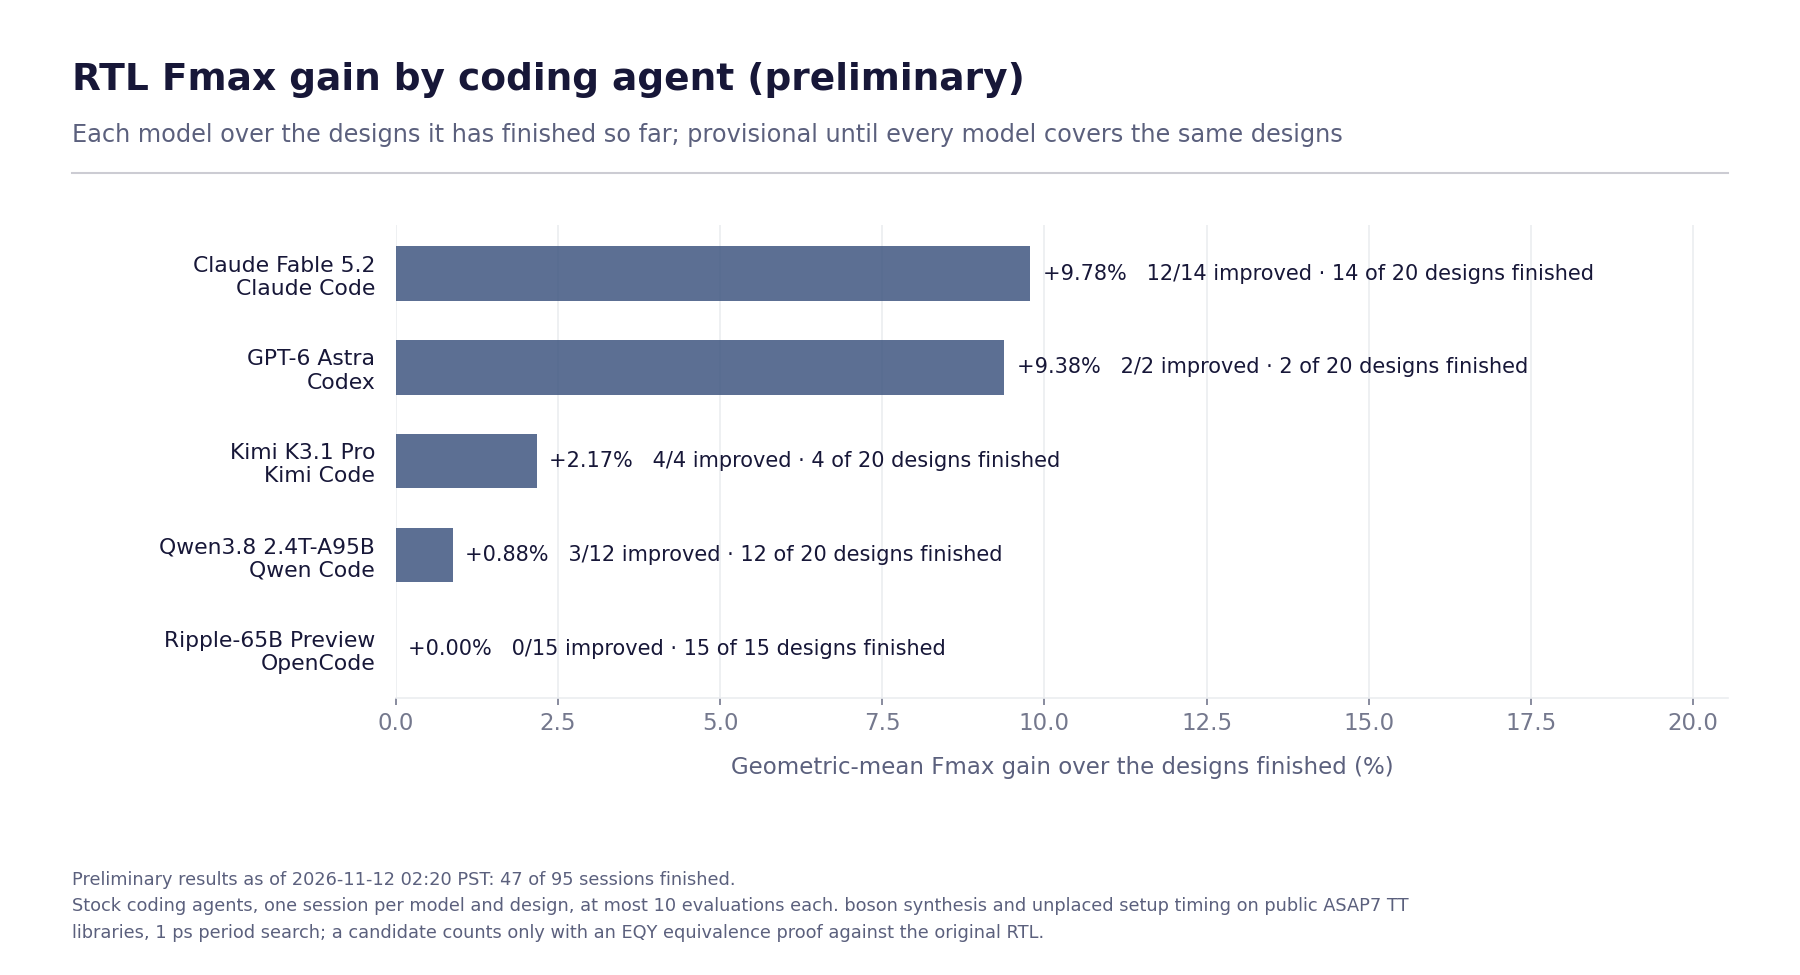 RTL Fmax gain by coding agent (preliminary)
Each model over the designs it has finished so far; provisional until every model covers the same designs
Claude Fable 5.2
Claude Code
+9.78%   12/14 improved · 14 of 20 designs finished
GPT-6 Astra
Codex
+9.38%   2/2 improved · 2 of 20 designs finished
Kimi K3.1 Pro
Kimi Code
+2.17%   4/4 improved · 4 of 20 designs finished
Qwen3.8 2.4T-A95B
Qwen Code
+0.88%   3/12 improved · 12 of 20 designs finished
Ripple-65B Preview
OpenCode
+0.00%   0/15 improved · 15 of 15 designs finished
0.0 2.5 5.0 7.5 10.0 12.5 15.0 17.5 20.0
Geometric-mean Fmax gain over the designs finished (%)
Preliminary results as of 2026-11-12 02:20 PST: 47 of 95 sessions finished.
Stock coding agents, one session per model and design, at most 10 evaluations each. boson synthesis and unplaced setup timing on public ASAP7 TT
libraries, 1 ps period search; a candidate counts only with an EQY equivalence proof against the original RTL.